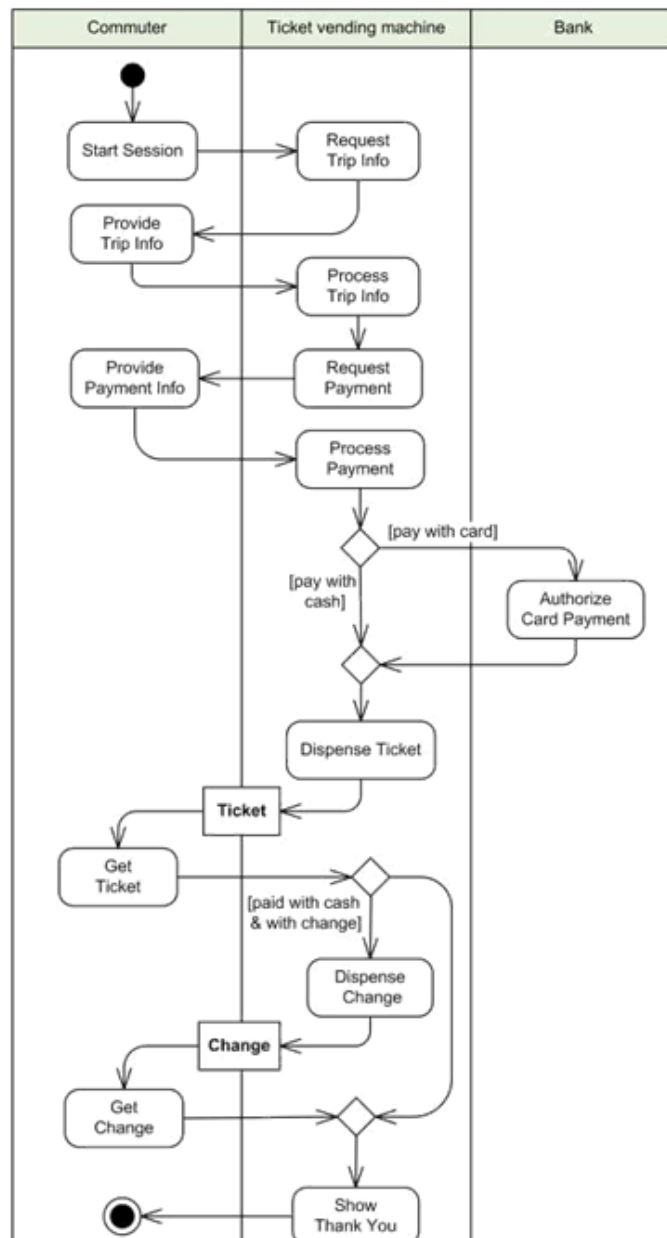 Commuter
Ticket vending machine
Bank
Start Session
Request
Trip Info
Provide
Trip Info
Process
Trip Info
Provide
Payment Info
Request
Payment
Process
Payment
[pay with card]
[pay with
cash]
Authorize
Card Payment
Dispense Ticket
Ticket
Get
Ticket
[paid with cash
& with change]
Dispense
Change
Change
Get
Change
Show
Thank You